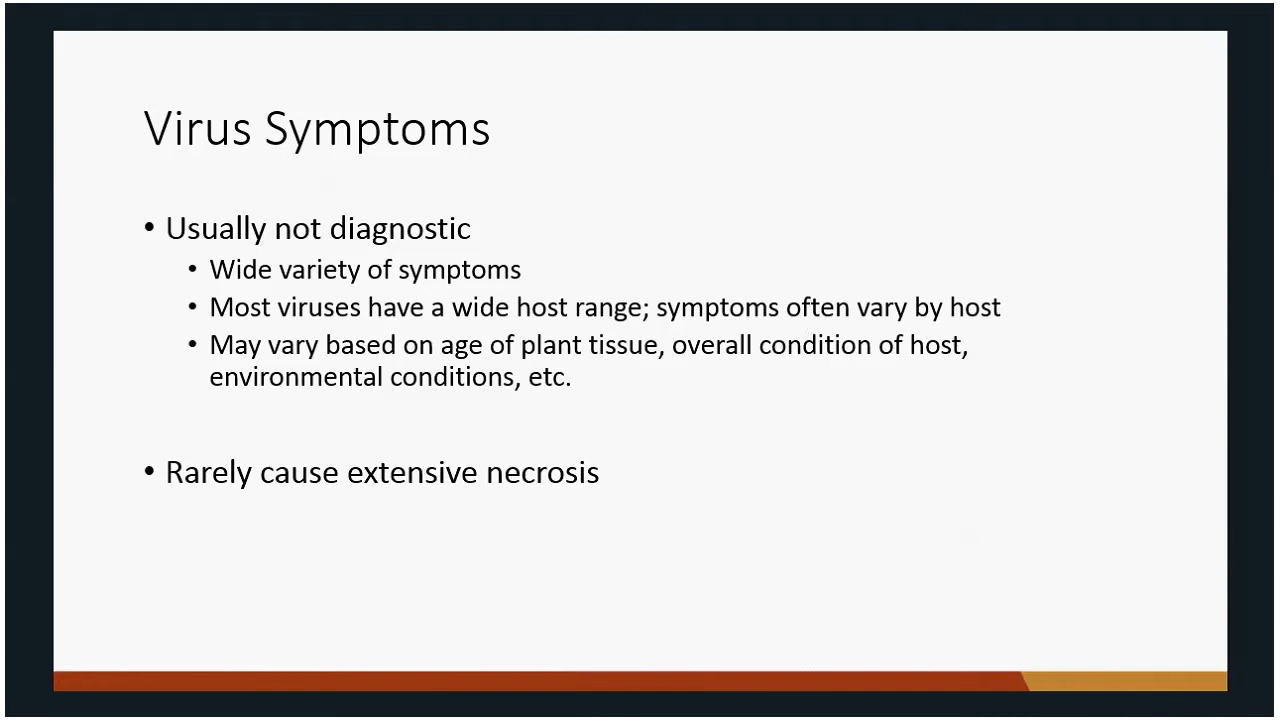 Virus Symptoms
• Usually not diagnostic
• Wide variety of symptoms
• Most viruses have a wide host range; symptoms often vary by host
• May vary based on age of plant tissue, overall condition of host,
environmental conditions, etc.
• Rarely cause extensive necrosis